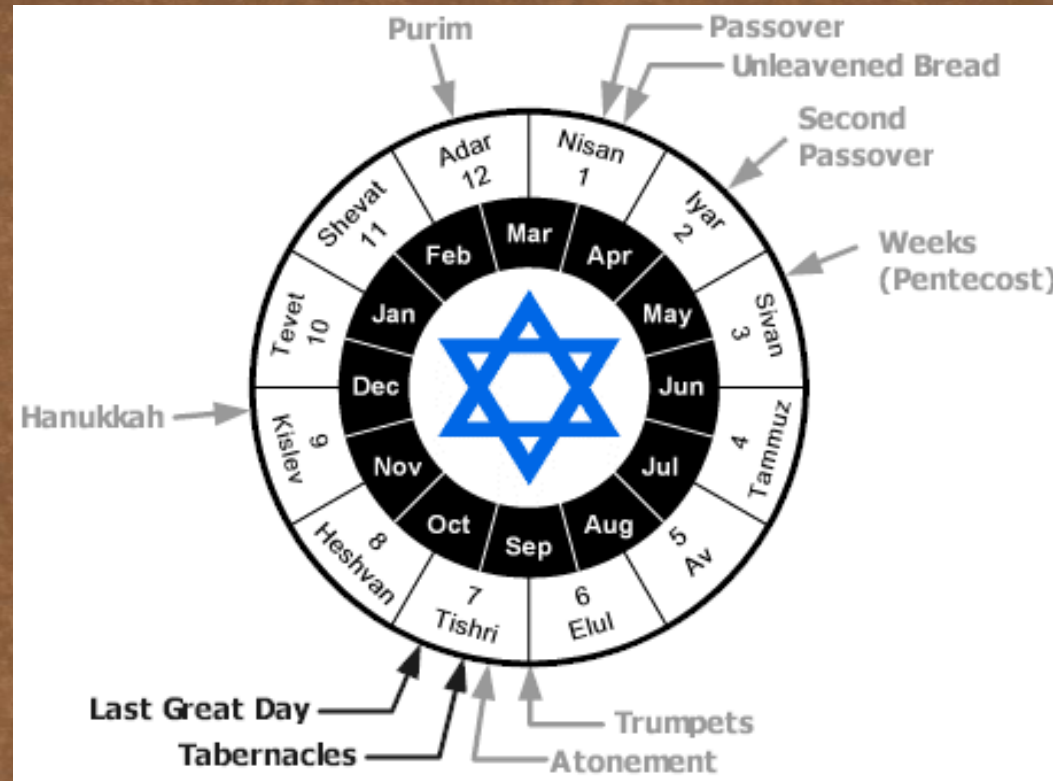 Purim
Passover
Unleavened Bread
Second
Passover
Weeks
(Pentecost)
Hanukkah
Nisan
1
Iyar
2
Sivan
3
4
Tammuz
5
Av
6
Elul
7
Tishri
8
Heshvan
9
Kislev
Tevet
10
Shevat
11
Adar
12
Mar
Apr
May
Jun
Jul
Aug
Sep
Oct
Nov
Dec
Jan
Feb
Last Great Day
Tabernacles
Trumpets
Atonement